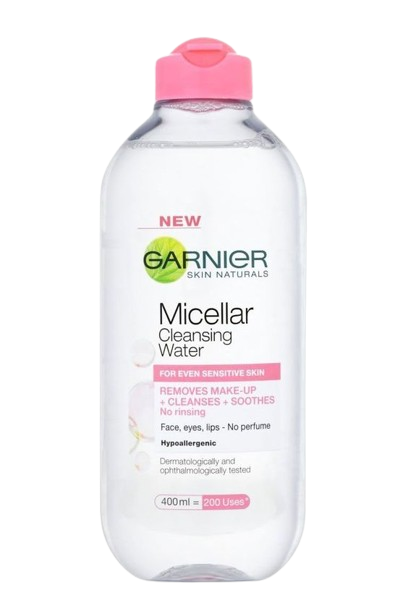 NEW
GARNIER
SKIN NATURALS
Micellar
Cleansing
Water
FOR EVEN SENSITIVE SKIN
REMOVES MAKE-UP
+ CLEANSES + SOOTHES
No rinsing
Face, eyes, lips - No perfume
Hypoallergenic
Dermatologically and
ophthalmologically tested
400ml = 200 Uses*